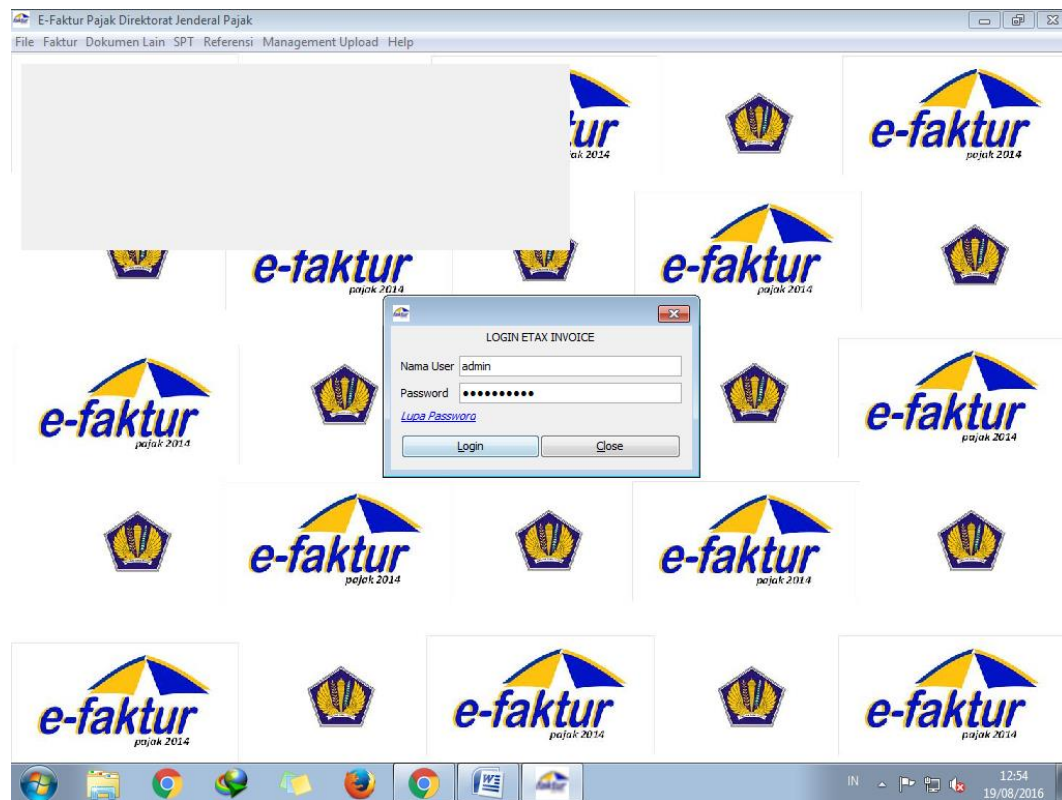 E-Faktur Pajak Direktorat Jenderal Pajak
File Faktur Dokumen Lain SPT Referensi Management Upload Help
tur
ak 2014
e-faktur
pajak 2014
e-faktur
pajak 2014
e-faktur
pajak 2014
faktur
LOGIN ETAX INVOICE
Nama User admin
Password ●●●●●●●●●●
Lupa Password
Login Close
e-faktur
pajak 2014
e-faktur
pajak 2014
e-faktur
pajak 2014
e-faktur
pajak 2014
e-faktur
pajak 2014
e-faktur
pajak 2014
e-faktur
pajak 2014
IN 12:54
19/08/2016